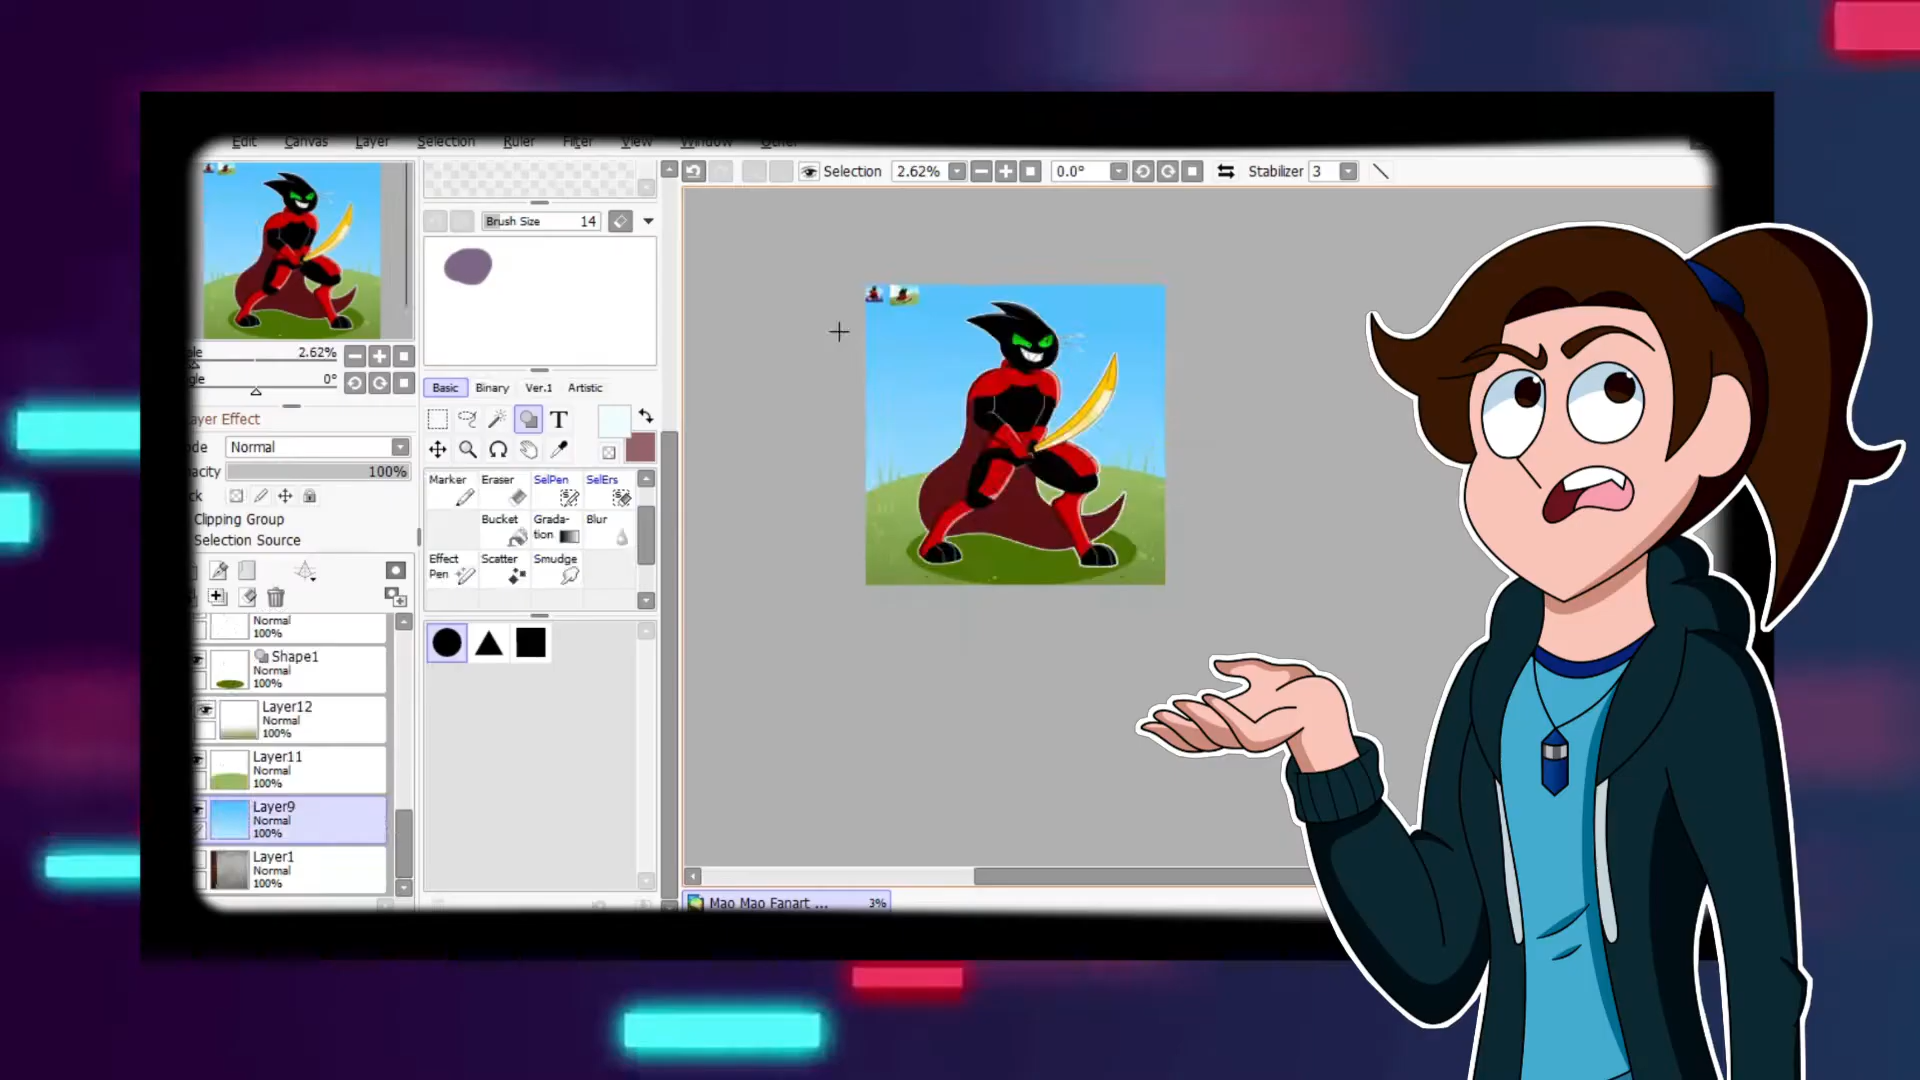 Edit Canvas Layer Selection Ruler Filter View Window Other
Selection 2.62% 0.0° Stabilizer 3
Brush Size 14
2.62%
0°
Layer Effect
Normal
100%
Clipping Group
Selection Source
Basic Binary Ver.1 Artistic
T
Marker Eraser SelPen SelErs
Bucket Grada-
tion Blur
Effect
Pen Scatter Smudge
Normal
100%
Shape1
Normal
100%
Layer12
Normal
100%
Layer11
Normal
100%
Layer9
Normal
100%
Layer1
Normal
100%
Mao Mao Fanart ... 3%